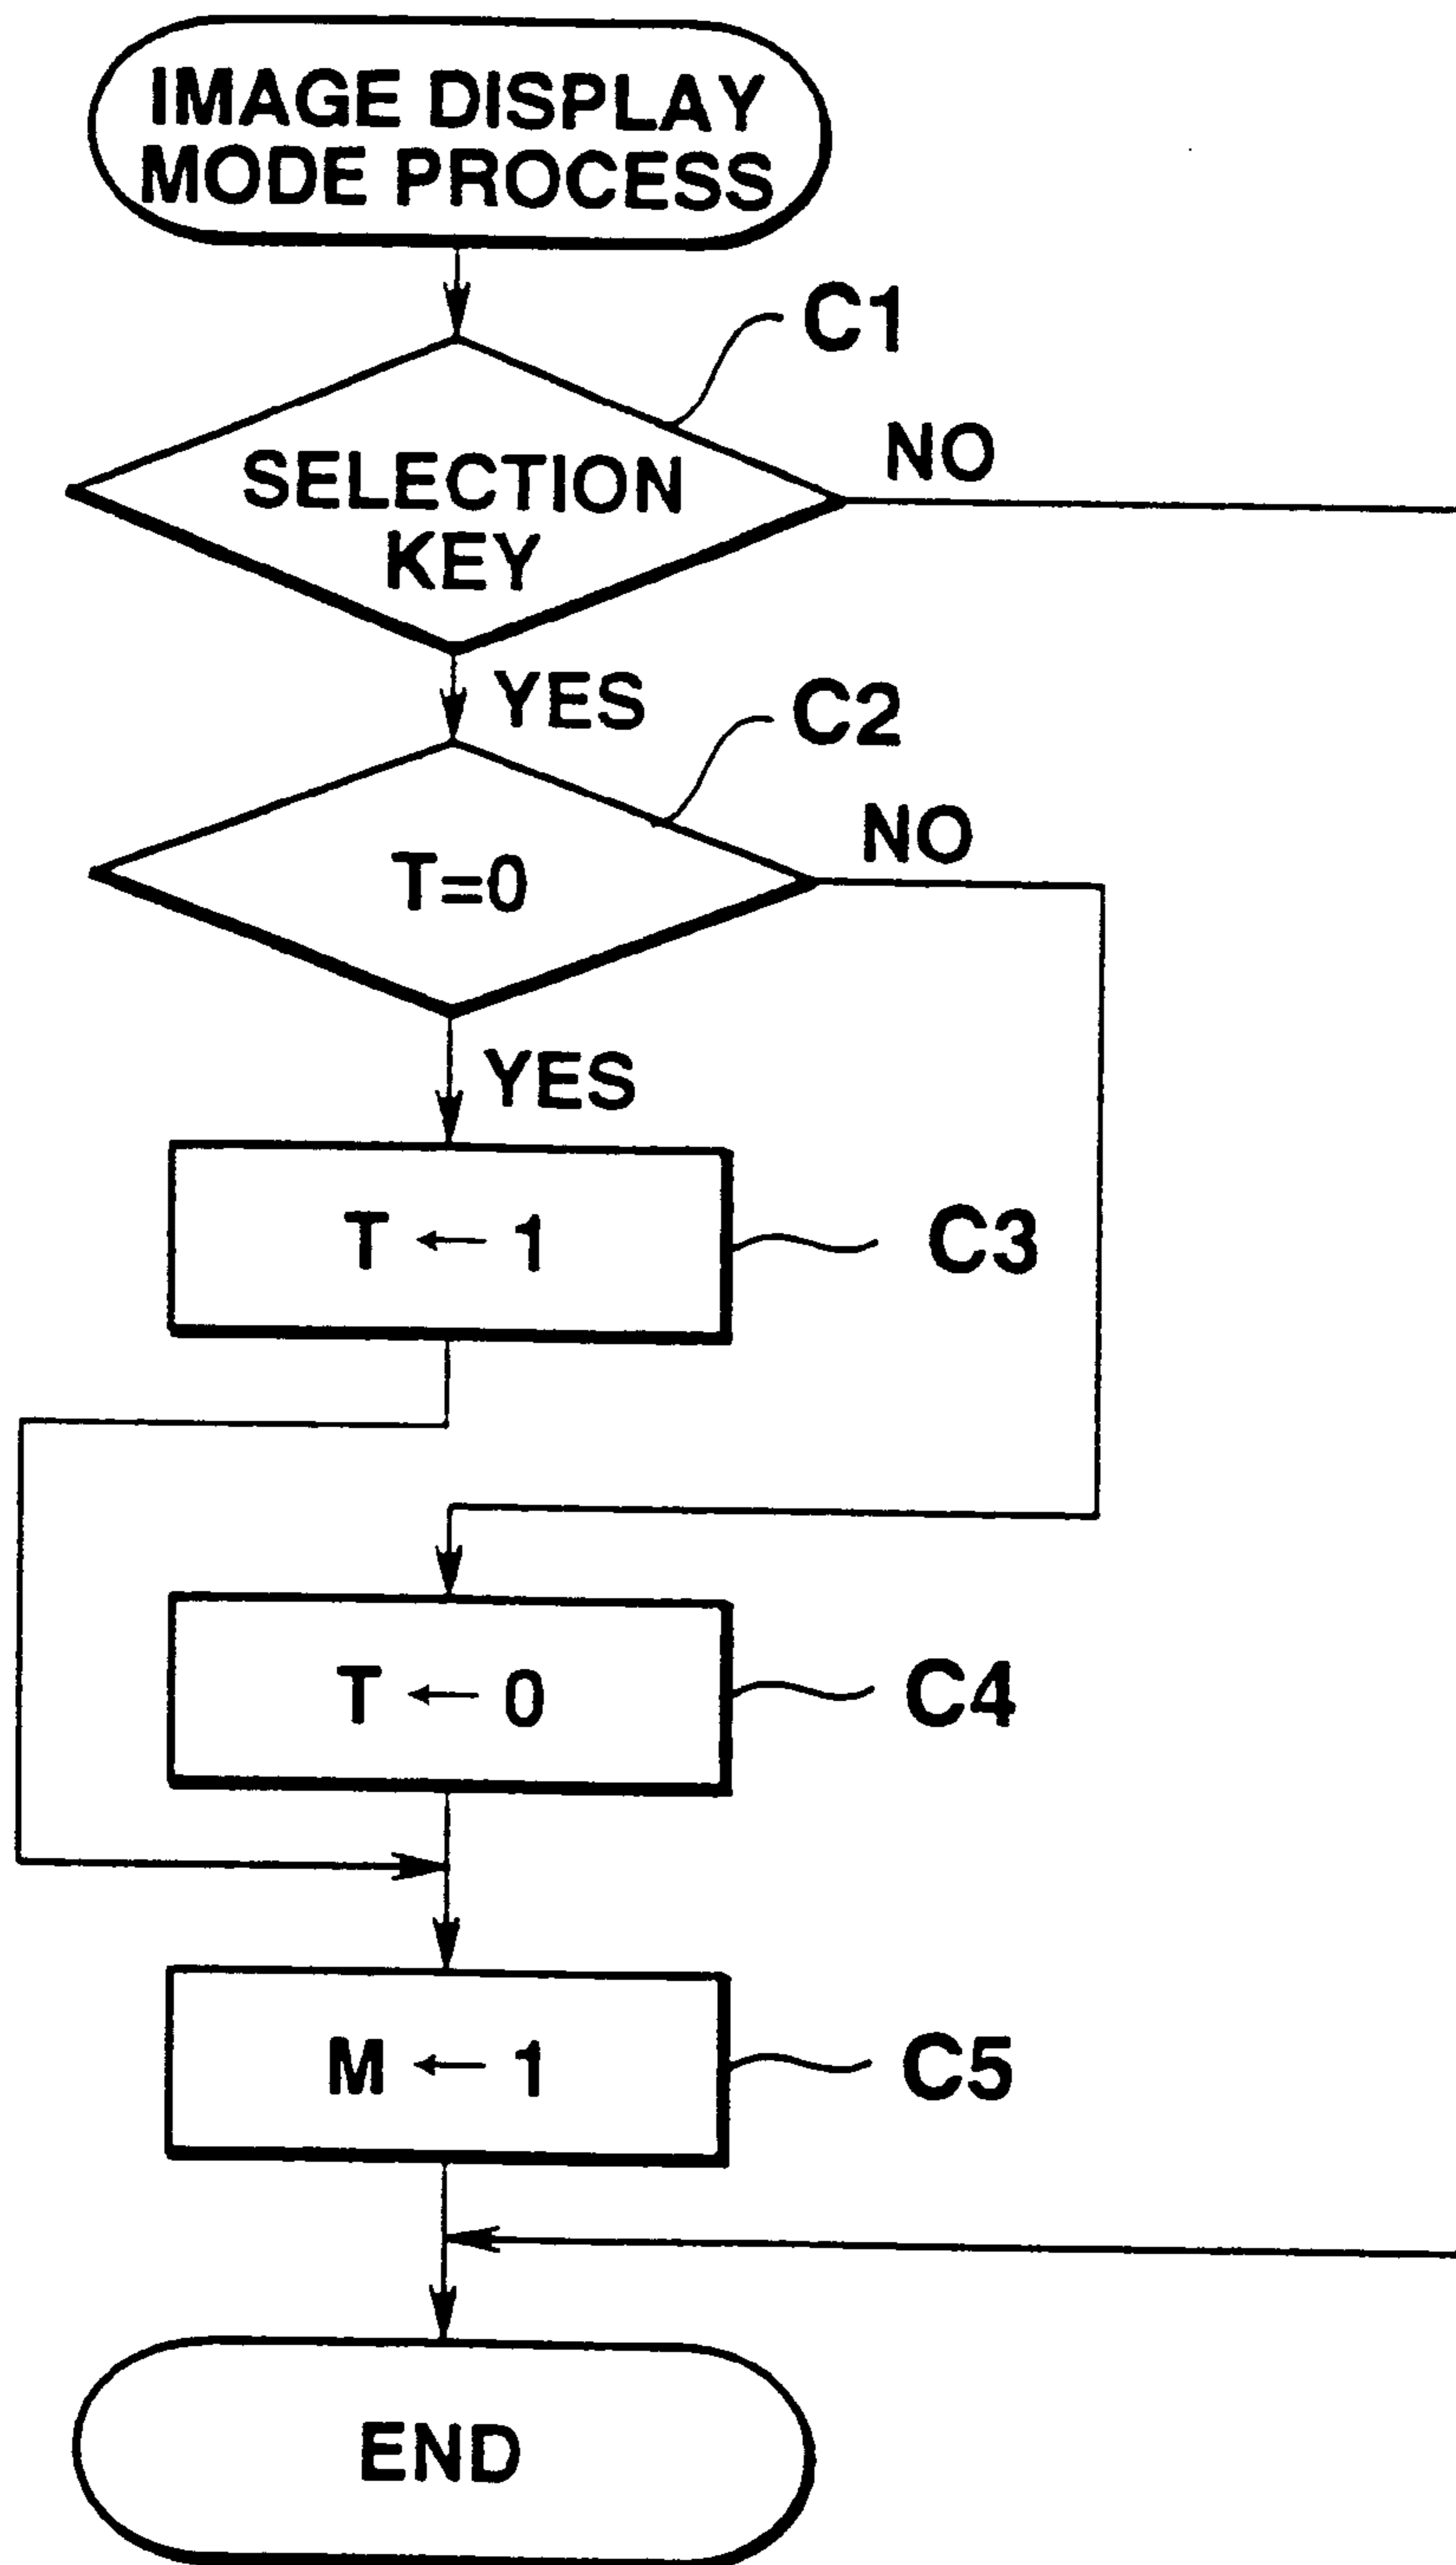 IMAGE DISPLAY
MODE PROCESS
C1
NO
SELECTION
KEY
YES
C2
NO
T=0
YES
T ← 1
C3
T ← 0
C4
M ← 1
C5
END